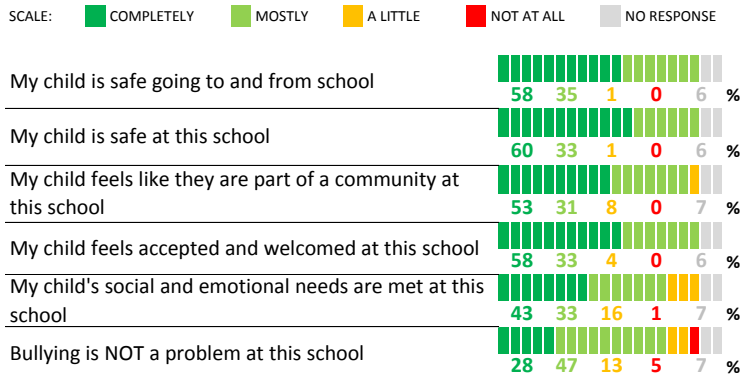 SCALE: COMPLETELY MOSTLY A LITTLE NOT AT ALL NO RESPONSE
My child is safe going to and from school
58 35 1 0 6 %
My child is safe at this school
60 33 1 0 6 %
My child feels like they are part of a community at
this school
53 31 8 0 7 %
My child feels accepted and welcomed at this school
58 33 4 0 6 %
My child's social and emotional needs are met at this
school
43 33 16 1 7 %
Bullying is NOT a problem at this school
28 47 13 5 7 %